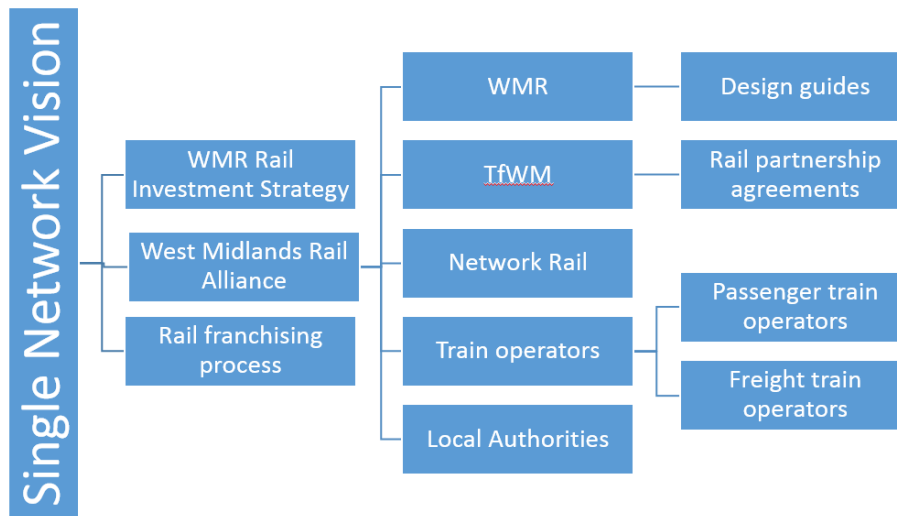 Single Network Vision
WMR Rail
Investment Strategy
West Midlands Rail
Alliance
Rail franchising
process
WMR
TfWM
Network Rail
Train operators
Local Authorities
Design guides
Rail partnership
agreements
Passenger train
operators
Freight train
operators